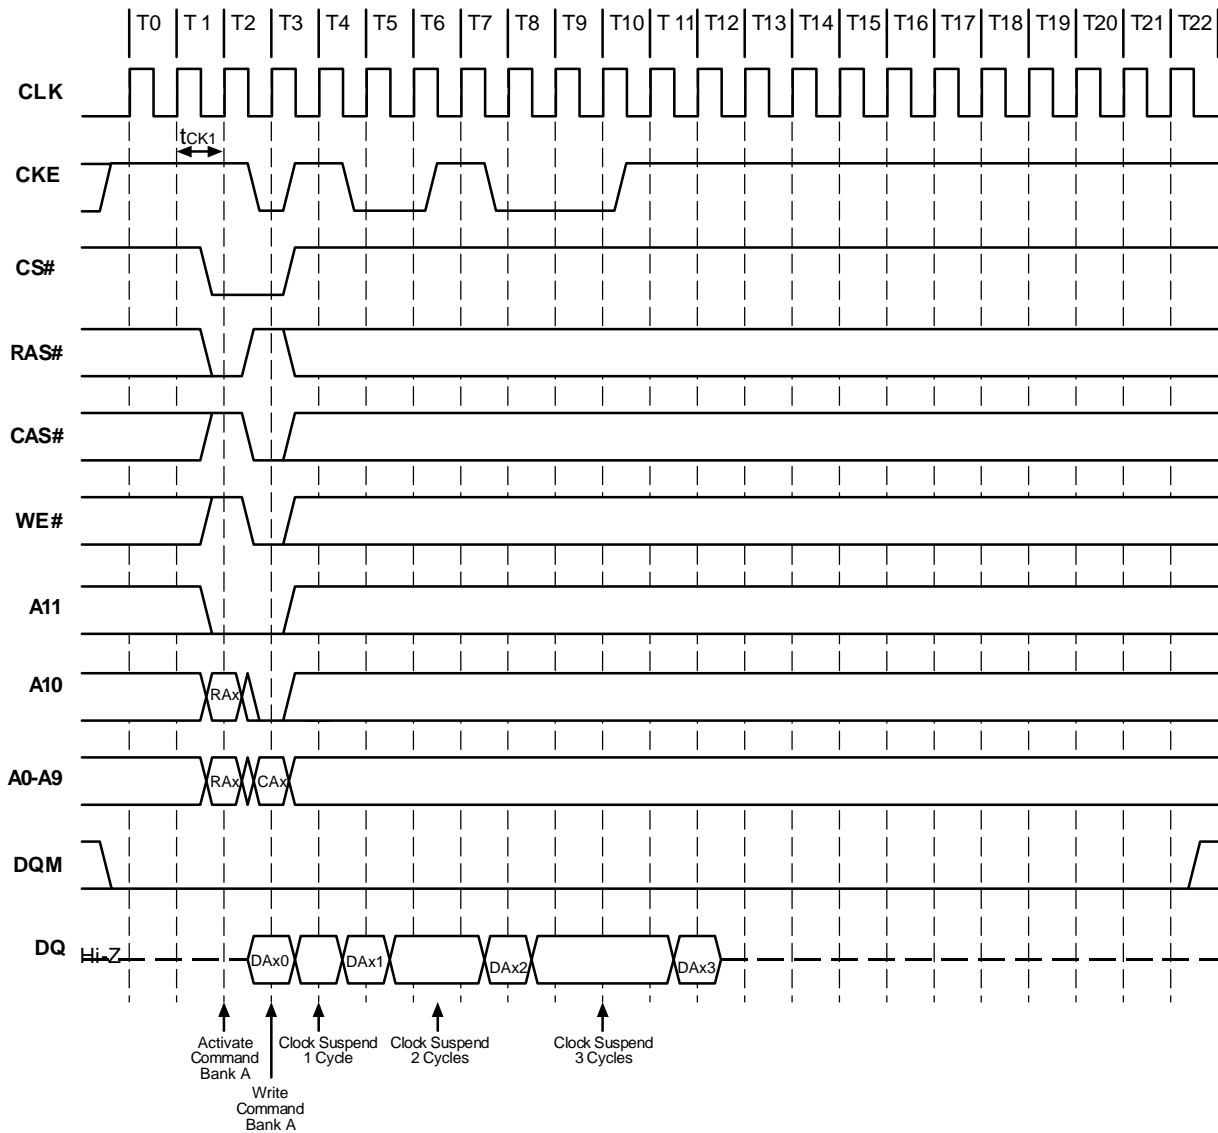 T0 T 1 T2 T3 T4 T5 T6 T7 T8 T9 T10 T 11 T12 T13 T14 T15 T16 T17 T18 T19 T20 T21 T22
CLK
tCK1
CKE
CS#
RAS#
CAS#
WE#
A11
A10
RAx
A0-A9
RAx CAx
DQM
DQ Hi-Z
DAx0 DAx1 DAx2 DAx3
Activate
Command
Bank A
Write
Command
Bank A
Clock Suspend
1 Cycle
Clock Suspend
2 Cycles
Clock Suspend
3 Cycles